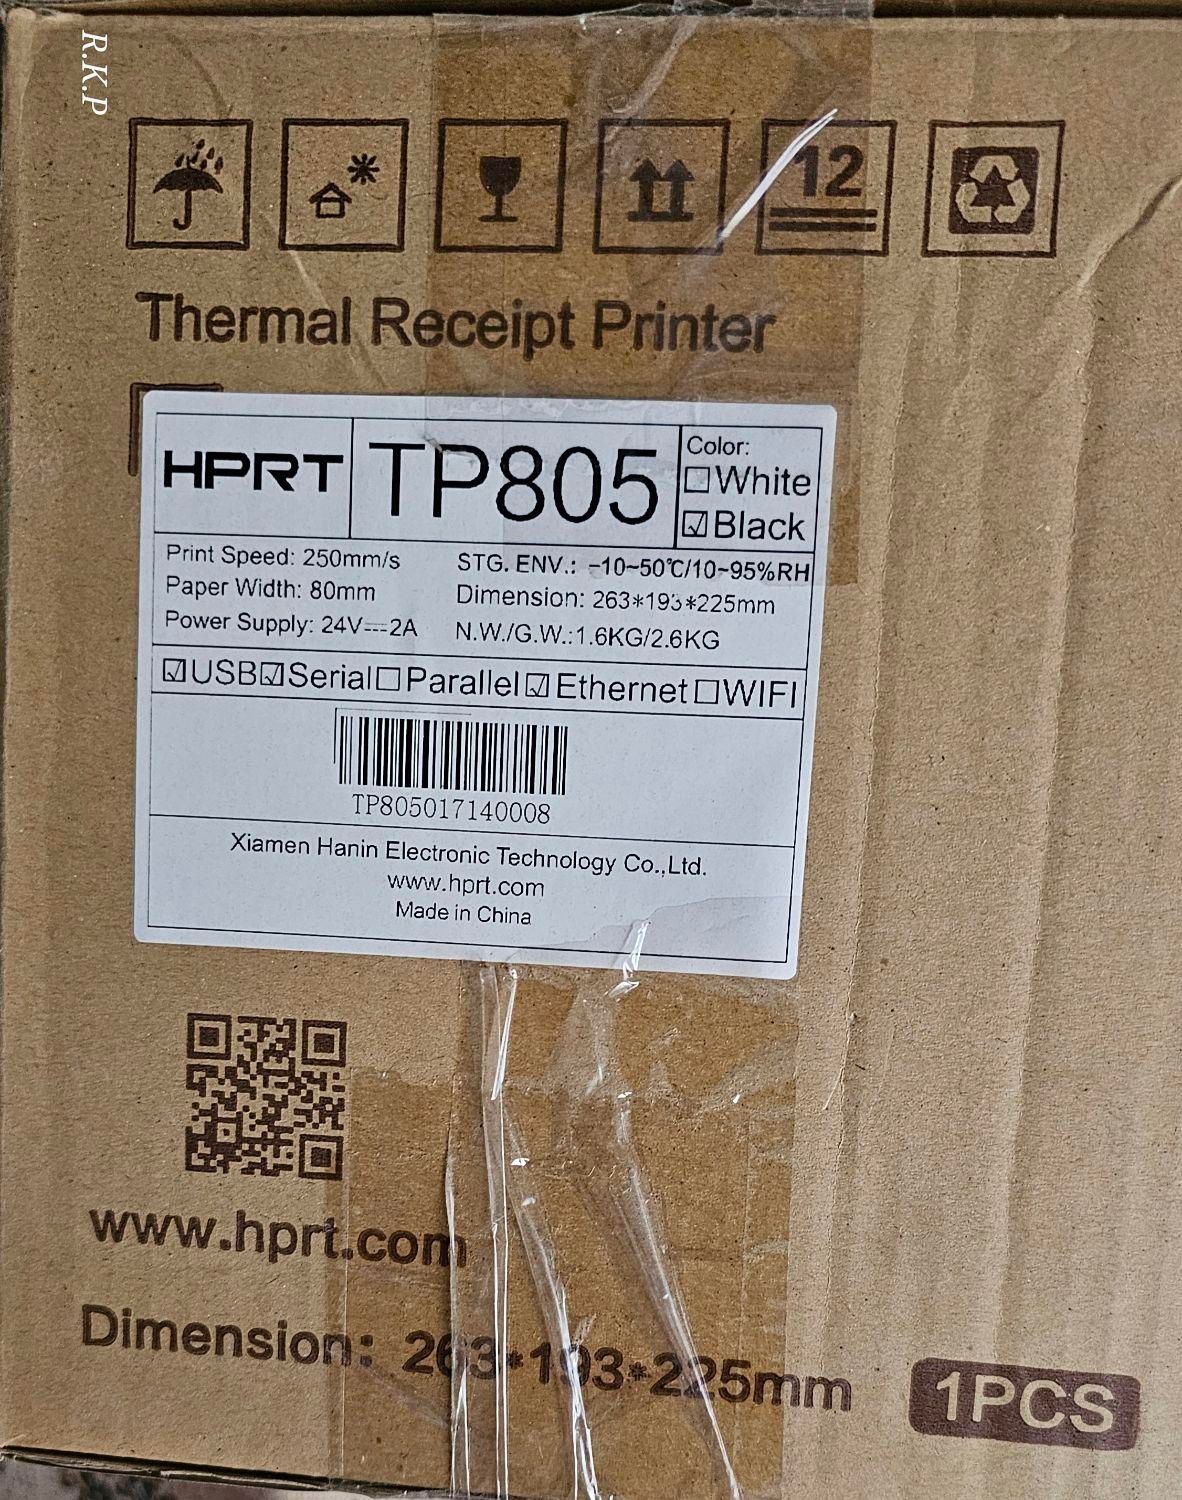 R.K.P
12
Thermal Receipt Printer
HPRT
TP805
Color:
☐White
☑Black
Print Speed: 250mm/s
Paper Width: 80mm
Power Supply: 24V⎓2A
STG. ENV.: -10~50℃/10~95%RH
Dimension: 263*193*225mm
N.W./G.W.:1.6KG/2.6KG
☑USB☑Serial☐Parallel☑Ethernet☐WIFI
TP805017140008
Xiamen Hanin Electronic Technology Co.,Ltd.
www.hprt.com
Made in China
www.hprt.com
Dimension: 263*193*225mm
1PCS